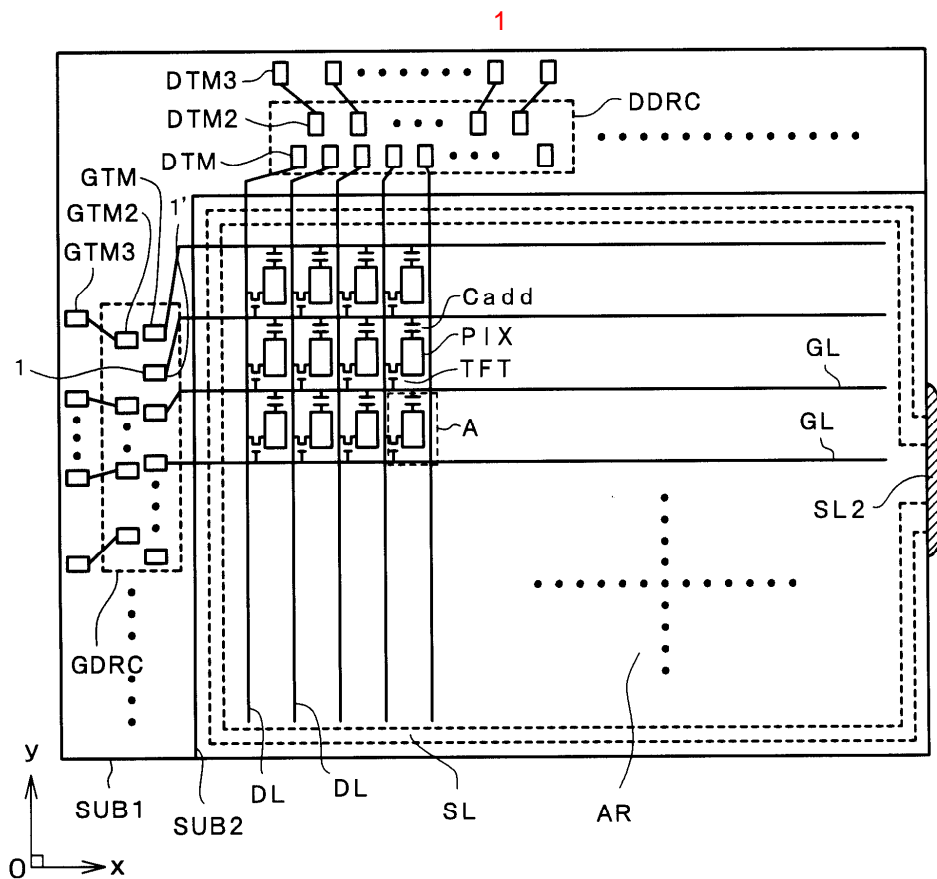 1
DTM3
DTM2
DTM
DDRC
GTM
1'
GTM2
GTM3
Cadd
PIX
TFT
1
GL
A
GL
SL2
GDRC
y
SUB1
SUB2
DL
DL
SL
AR
O
x